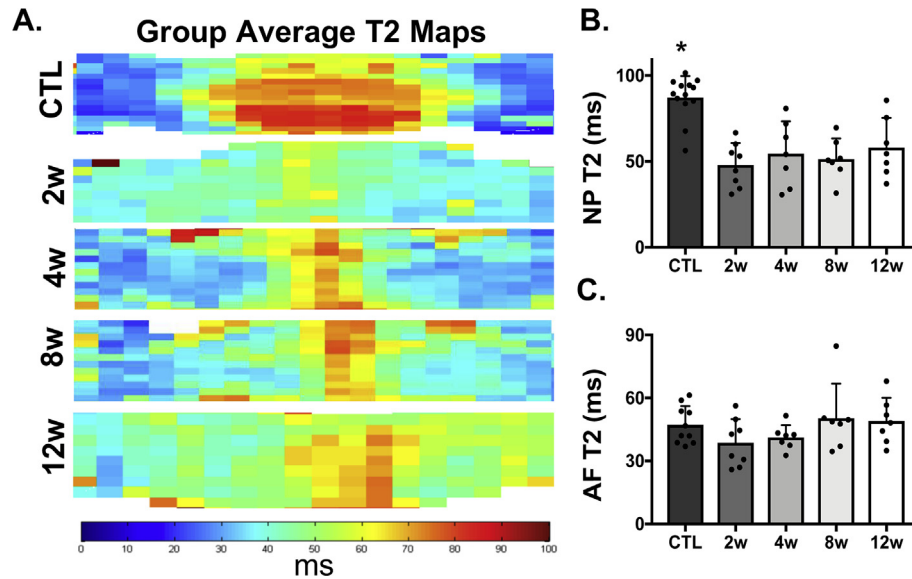 A.
Group Average T2 Maps
CTL
2w
4w
8w
12w
0 10 20 30 40 50 60 70 80 90 100
ms
B.
*
NP T2 (ms)
100
50
0
CTL 2w 4w 8w 12w
C.
AF T2 (ms)
90
60
30
0
CTL 2w 4w 8w 12w